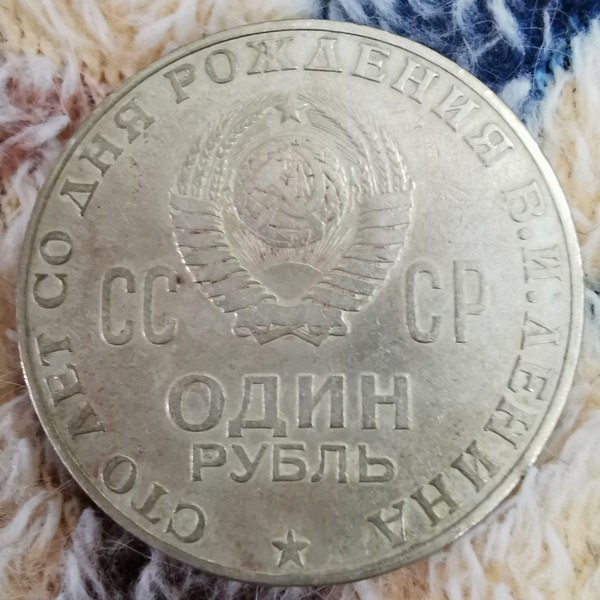 СТО ЛЕТ СО ДНЯ РОЖДЕНИЯ В.И.ЛЕНИНА
СС СР
ОДИН
РУБЛЬ